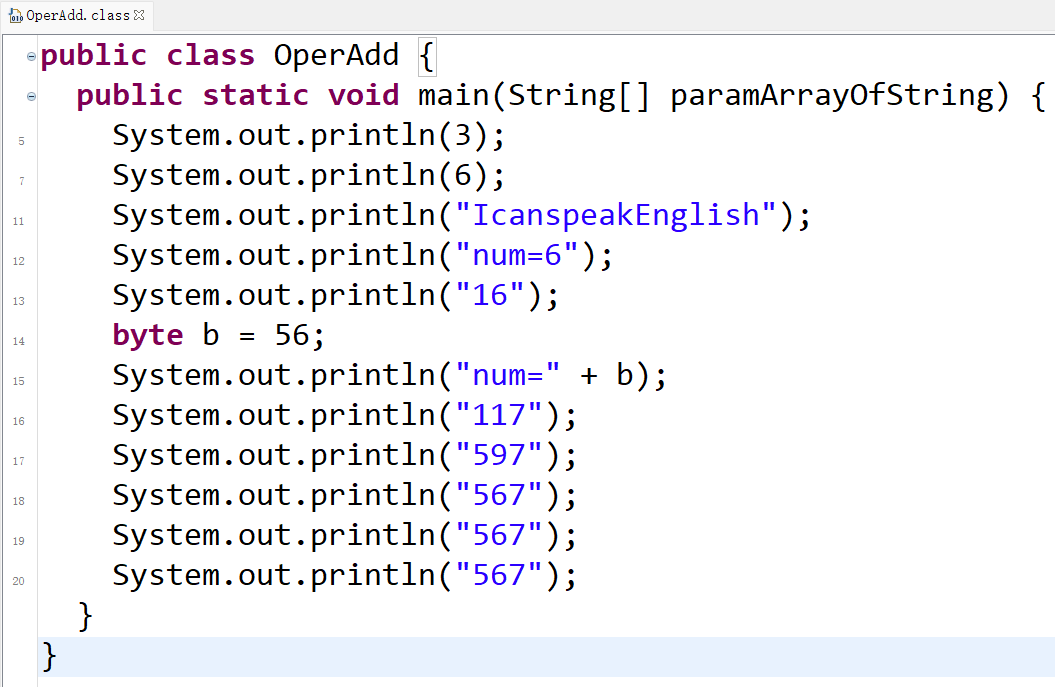 OperAdd.class
public class OperAdd {
public static void main(String[] paramArrayOfString) {
5 System.out.println(3);
7 System.out.println(6);
11 System.out.println("IcanspeakEnglish");
12 System.out.println("num=6");
13 System.out.println("16");
14 byte b = 56;
15 System.out.println("num=" + b);
16 System.out.println("117");
17 System.out.println("597");
18 System.out.println("567");
19 System.out.println("567");
20 System.out.println("567");
}
}